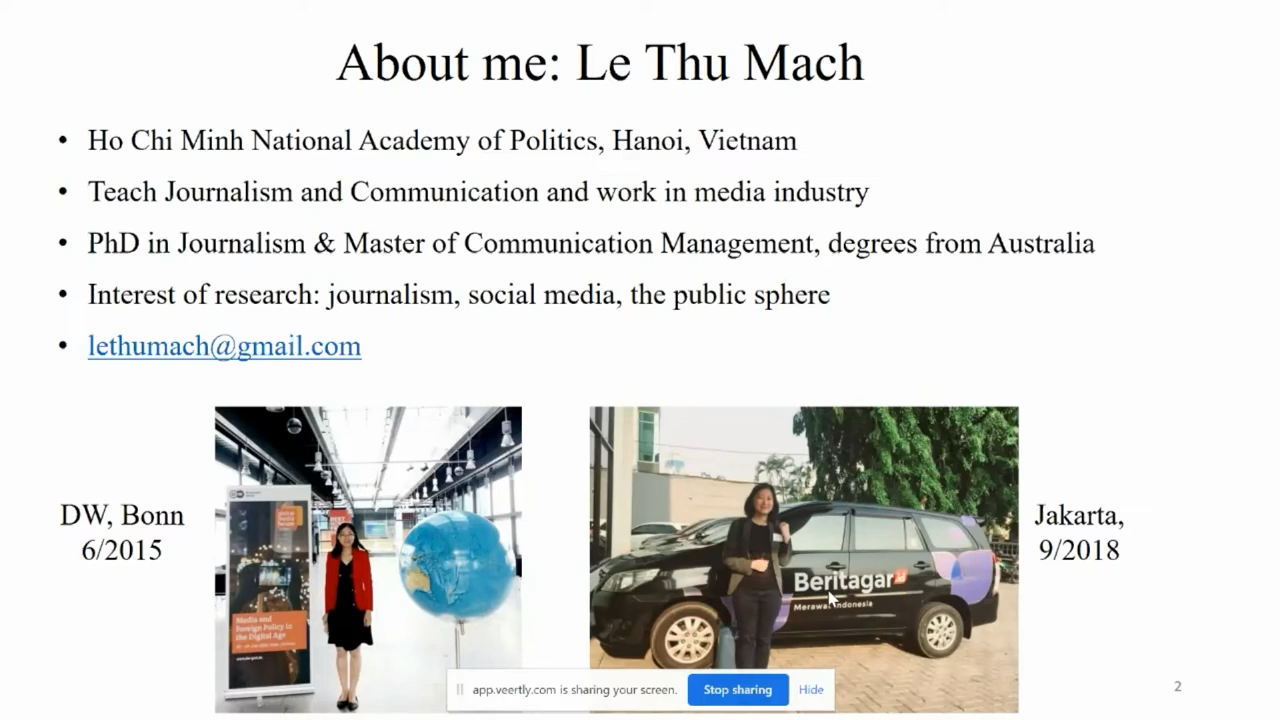 About me: Le Thu Mach
• Ho Chi Minh National Academy of Politics, Hanoi, Vietnam
• Teach Journalism and Communication and work in media industry
• PhD in Journalism & Master of Communication Management, degrees from Australia
• Interest of research: journalism, social media, the public sphere
• lethumach@gmail.com
DW, Bonn
6/2015
Media and
Foreign Policy in
the Digital Age
Beritagar
Merawat Indonesia
Jakarta,
9/2018
app.veertly.com is sharing your screen.
Stop sharing
Hide
2